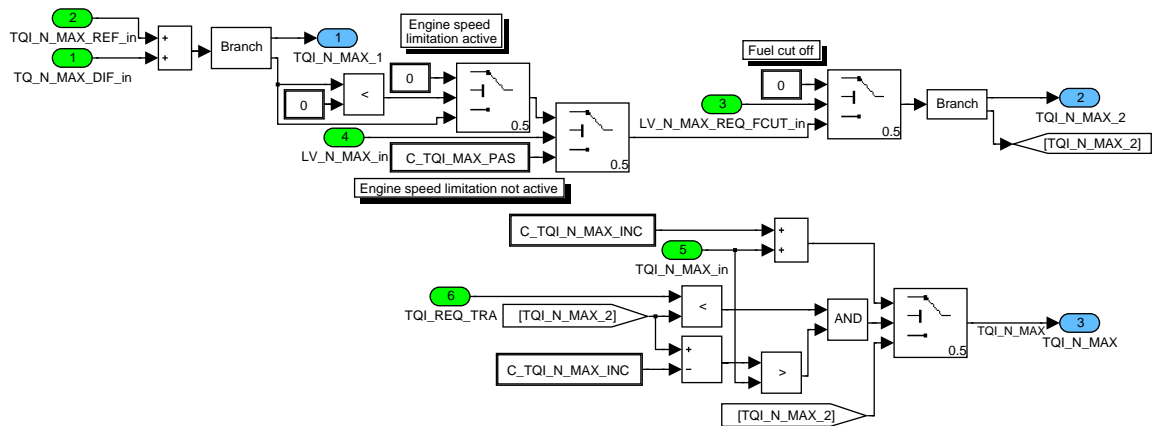 2
TQI_N_MAX_REF_in
1
TQ_N_MAX_DIF_in
+
+
Branch
1
TQI_N_MAX_1
Engine speed
limitation active
0
<
0
0.5
4
LV_N_MAX_in
C_TQI_MAX_PAS
0.5
Engine speed limitation not active
Fuel cut off
0
3
LV_N_MAX_REQ_FCUT_in
0.5
Branch
2
TQI_N_MAX_2
[TQI_N_MAX_2]
C_TQI_N_MAX_INC
5
TQI_N_MAX_in
+
+
6
TQI_REQ_TRA
[TQI_N_MAX_2]
<
AND
+
−
C_TQI_N_MAX_INC
>
[TQI_N_MAX_2]
0.5
TQI_N_MAX
3
TQI_N_MAX